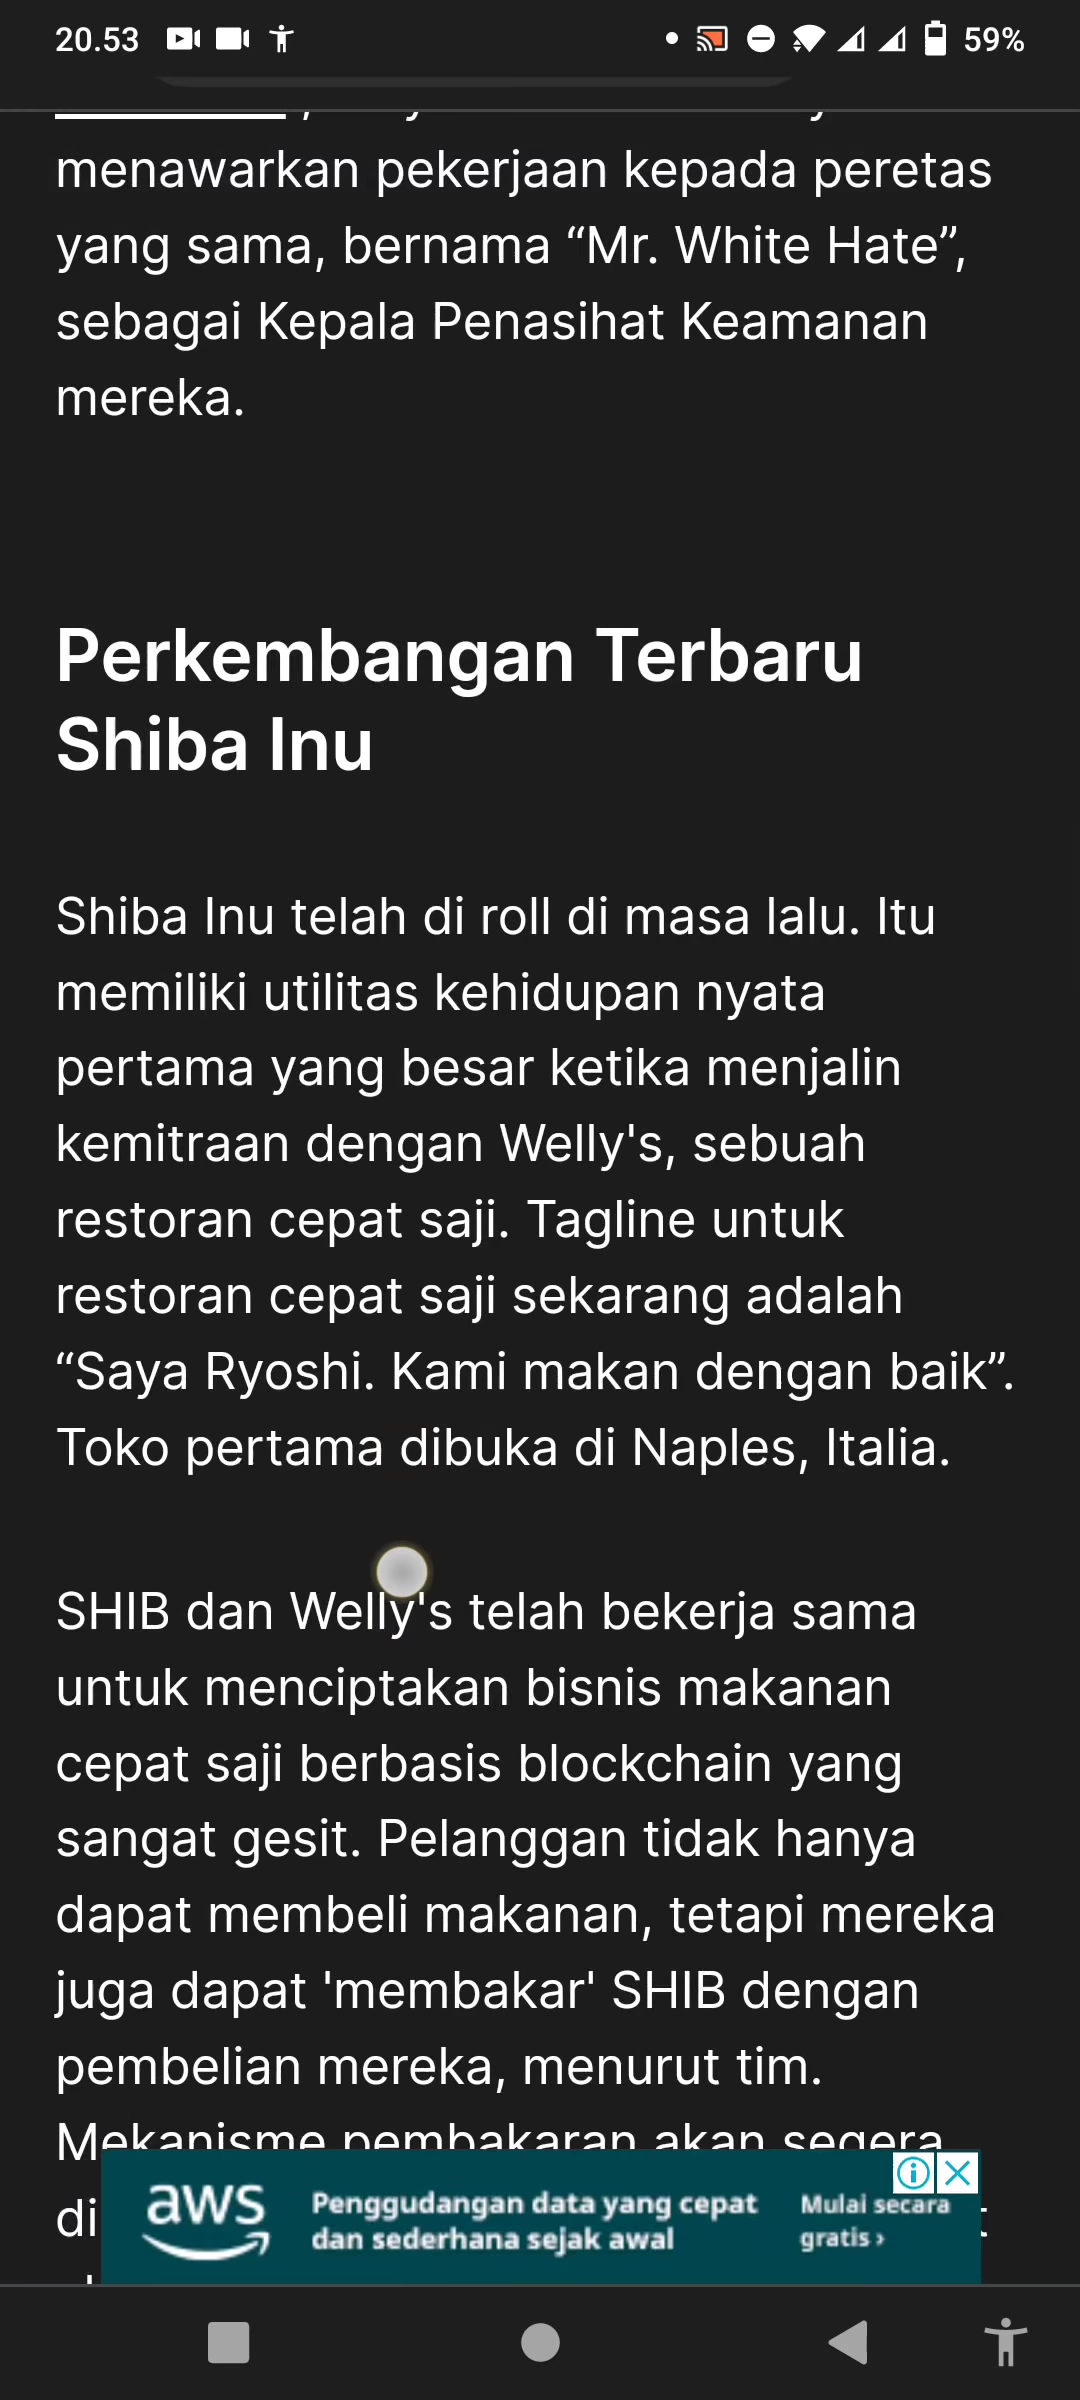 20.53
59%
menawarkan pekerjaan kepada peretas
yang sama, bernama “Mr. White Hate”,
sebagai Kepala Penasihat Keamanan
mereka.
Perkembangan Terbaru
Shiba Inu
Shiba Inu telah di roll di masa lalu. Itu
memiliki utilitas kehidupan nyata
pertama yang besar ketika menjalin
kemitraan dengan Welly's, sebuah
restoran cepat saji. Tagline untuk
restoran cepat saji sekarang adalah
“Saya Ryoshi. Kami makan dengan baik”.
Toko pertama dibuka di Naples, Italia.
SHIB dan Welly's telah bekerja sama
untuk menciptakan bisnis makanan
cepat saji berbasis blockchain yang
sangat gesit. Pelanggan tidak hanya
dapat membeli makanan, tetapi mereka
juga dapat 'membakar' SHIB dengan
pembelian mereka, menurut tim.
Mekanisme pembakaran akan segera
di
aws
Penggudangan data yang cepat
dan sederhana sejak awal
Mulai secara
gratis ›